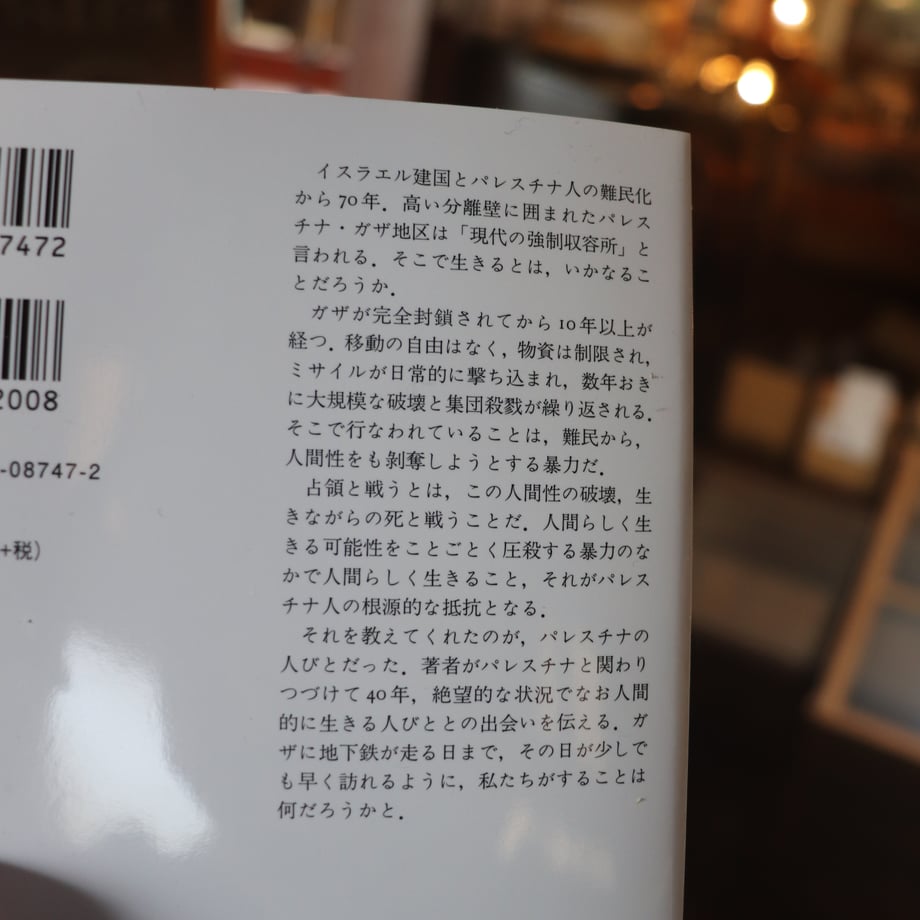 7472
2008
-08747-2
+税)
イスラエル建国とパレスチナ人の難民化
から70年．高い分離壁に囲まれたパレス
チナ・ガザ地区は「現代の強制収容所」と
言われる．そこで生きるとは，いかなるこ
とだろうか．
ガザが完全封鎖されてから10年以上が
経つ．移動の自由はなく，物資は制限され，
ミサイルが日常的に撃ち込まれ，数年おき
に大規模な破壊と集団殺戮が繰り返される．
そこで行なわれていることは，難民から，
人間性をも剝奪しようとする暴力だ．
占領と戦うとは，この人間性の破壊，生
きながらの死と戦うことだ．人間らしく生
きる可能性をことごとく圧殺する暴力のな
かで人間らしく生きること，それがパレス
チナ人の根源的な抵抗となる．
それを教えてくれたのが，パレスチナの
人びとだった．著者がパレスチナと関わり
つづけて40年，絶望的な状況でなお人間
的に生きる人びととの出会いを伝える．ガ
ザに地下鉄が走る日まで，その日が少しで
も早く訪れるように，私たちがすることは
何だろうかと．